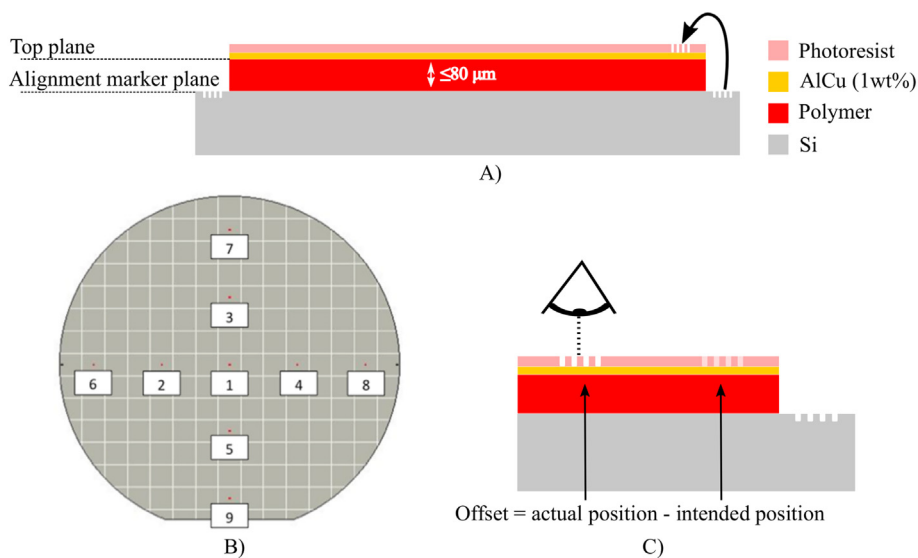 Top plane
Alignment marker plane
≤80 μm
Photoresist
AlCu (1wt%)
Polymer
Si
A)
7
3
6
2
1
4
8
5
9
B)
Offset = actual position - intended position
C)